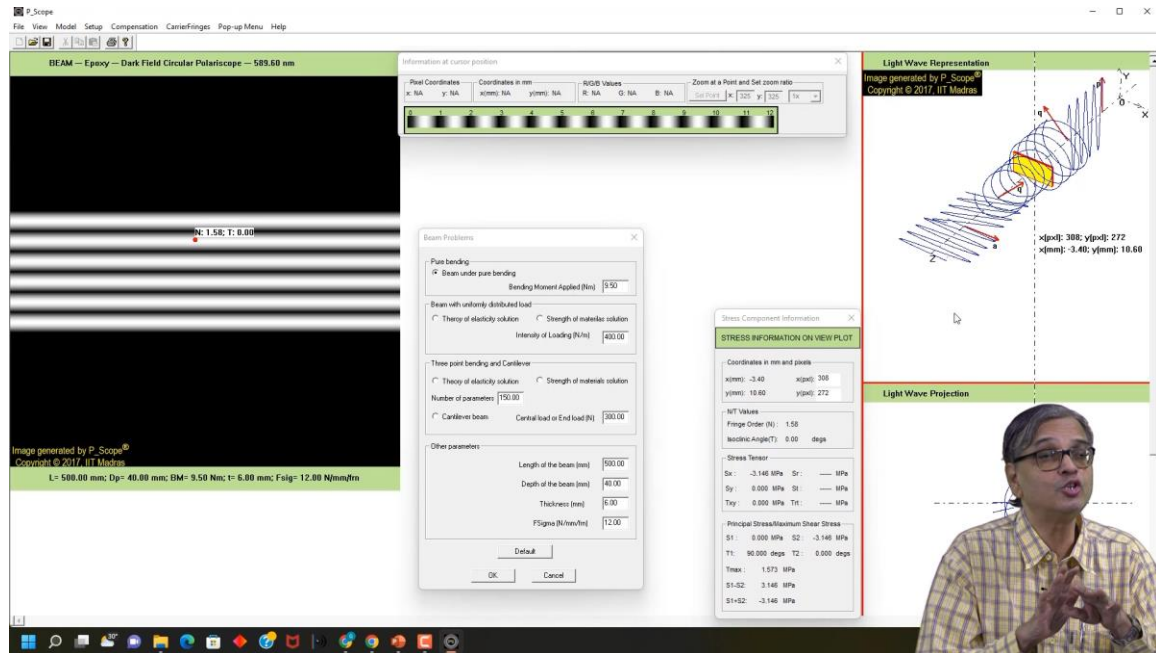 P_Scope
File View Model Setup Compensation CarrierFringes Pop-up Menu Help
BEAM --- Epoxy --- Dark Field Circular Polariscope --- 589.60 nm
N: 1.58; T: 0.00
Image generated by P_Scope®
Copyright © 2017, IIT Madras
L= 500.00 mm; Dp= 40.00 mm; BM= 9.50 Nm; t= 6.00 mm; Fsig= 12.00 N/mm/frn
Information at cursor position
Pixel Coordinates
x: NA y: NA
Coordinates in mm
x(mm): NA y(mm): NA
R/G/B Values
R: NA G: NA B: NA
Zoom at a Point and Set zoom ratio
Set Point x: 325 y: 325 1x
0 1 2 3 4 5 6 7 8 9 10 11 12
Beam Problems
Pure bending
Beam under pure bending
Bending Moment Applied (Nm) 9.50
Beam with uniformly distributed load
Theroy of elasticity solution Strength of materilas solution
Intensity of Loading (N/m) 400.00
Three point bending and Cantilever
Theory of elasticity solution Strength of materials solution
Number of parameters 150.00
Cantilever beam Central load or End load (N) 300.00
Other parameters
Length of the beam (mm) 500.00
Depth of the beam (mm) 40.00
Thickness (mm) 6.00
FSigma (N/mm/frn) 12.00
Default
OK Cancel
Stress Component Information
STRESS INFORMATION ON VIEW PLOT
Coordinates in mm and pixels
x(mm): -3.40 x(pxl): 308
y(mm): 10.60 y(pxl): 272
N/T Values
Fringe Order (N) : 1.58
Isoclinic Angle(T) 0.00 degs
Stress Tensor
Sx : -3.146 MPa Sr : ---- MPa
Sy : 0.000 MPa St : ---- MPa
Txy : 0.000 MPa Trt : ---- MPa
Principal Stress/Maximum Shear Stress
S1 : 0.000 MPa S2 : -3.146 MPa
T1: 90.000 degs T2 : 0.000 degs
Tmax : 1.573 MPa
S1-S2: 3.146 MPa
S1+S2: -3.146 MPa
Light Wave Representation
Image generated by P_Scope®
Copyright © 2017, IIT Madras
Y
P
O
X
q
q
a
Z
x(pxl): 308; y(pxl): 272
x(mm): -3.40; y(mm): 10.60
Light Wave Projection
30°